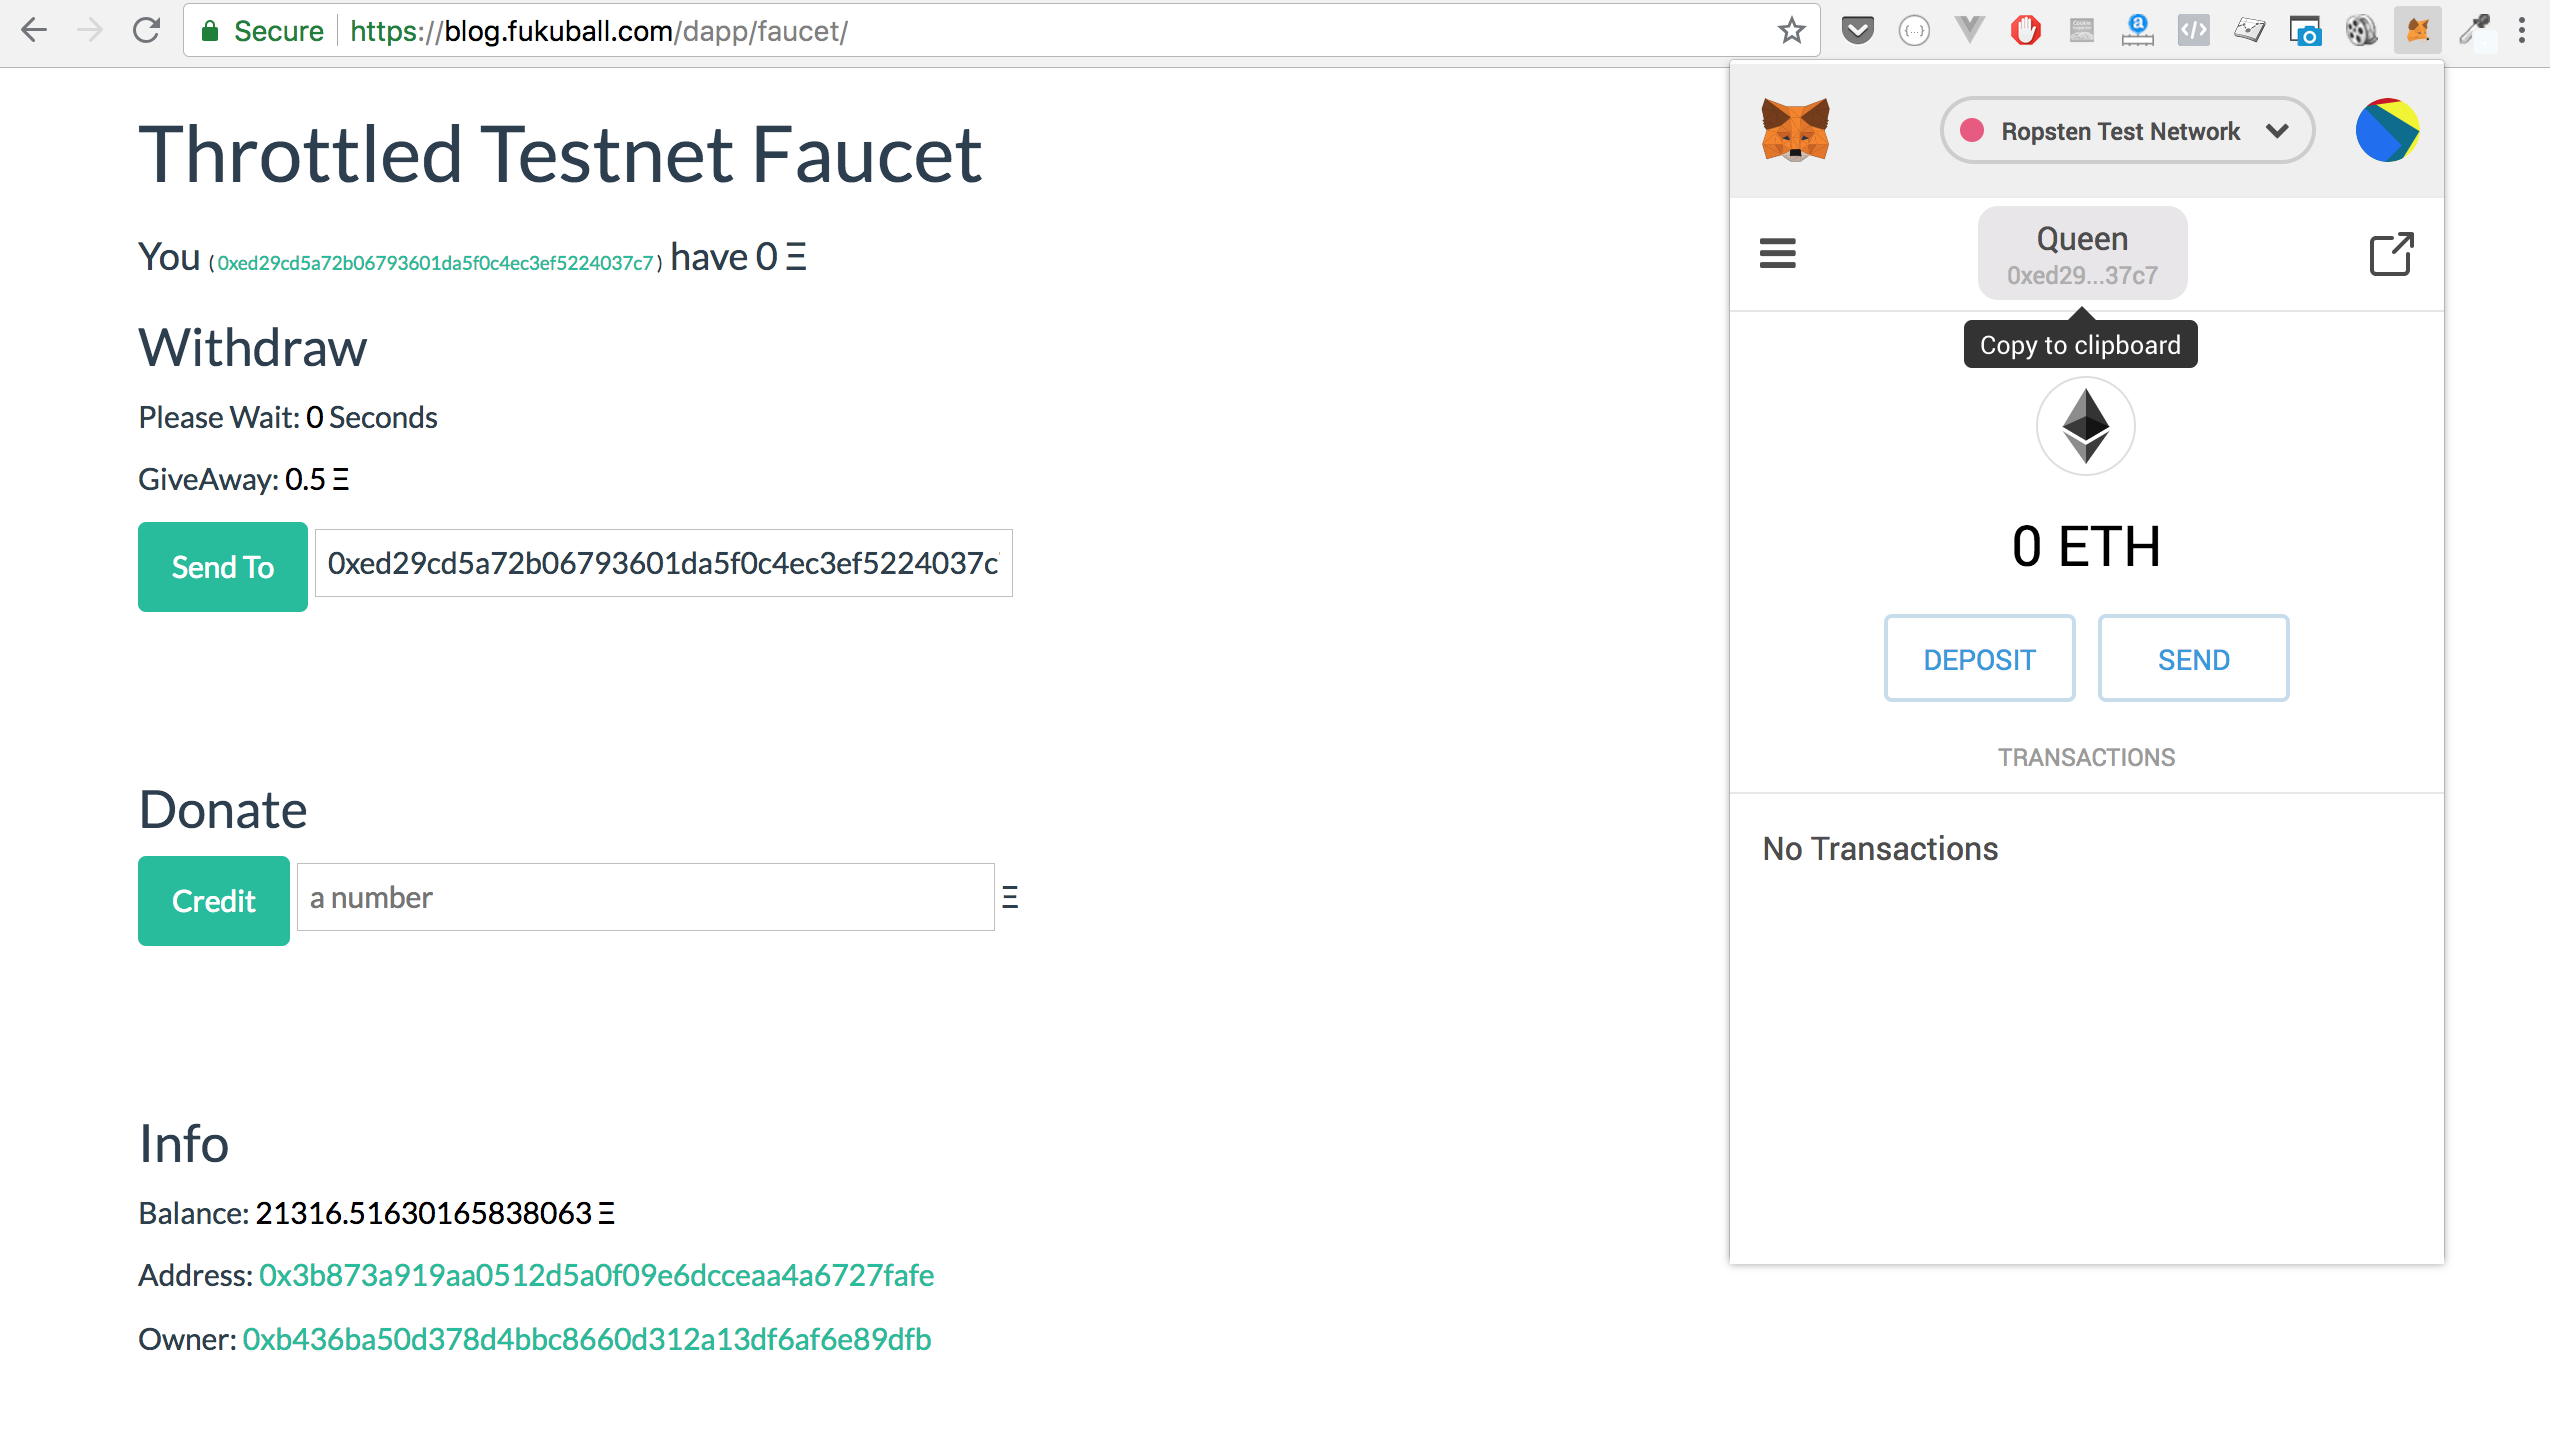 Secure https://blog.fukuball.com/dapp/faucet/
Throttled Testnet Faucet
You (0xed29cd5a72b06793601da5f0c4ec3ef5224037c7) have 0 Ξ
Withdraw
Please Wait: 0 Seconds
GiveAway: 0.5 Ξ
Send To
0xed29cd5a72b06793601da5f0c4ec3ef5224037c
Donate
Credit
a number
Ξ
Info
Balance: 21316.51630165838063 Ξ
Address: 0x3b873a919aa0512d5a0f09e6dcceaa4a6727fafe
Owner: 0xb436ba50d378d4bbc8660d312a13df6af6e89dfb
Ropsten Test Network
Queen
0xed29...37c7
Copy to clipboard
0 ETH
DEPOSIT
SEND
TRANSACTIONS
No Transactions